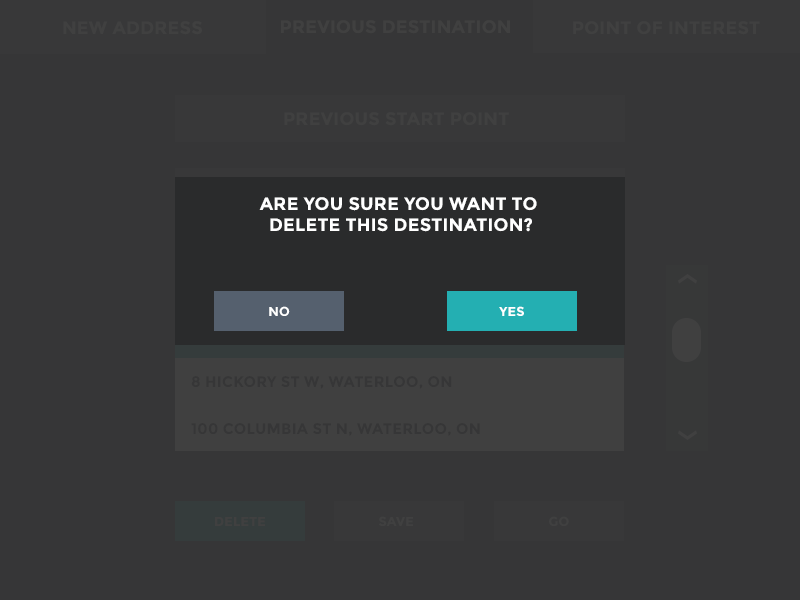 NEW ADDRESS
PREVIOUS DESTINATION
POINT OF INTEREST
PREVIOUS START POINT
ARE YOU SURE YOU WANT TO
DELETE THIS DESTINATION?
NO
YES
8 HICKORY ST W, WATERLOO, ON
100 COLUMBIA ST N, WATERLOO, ON
DELETE
SAVE
GO